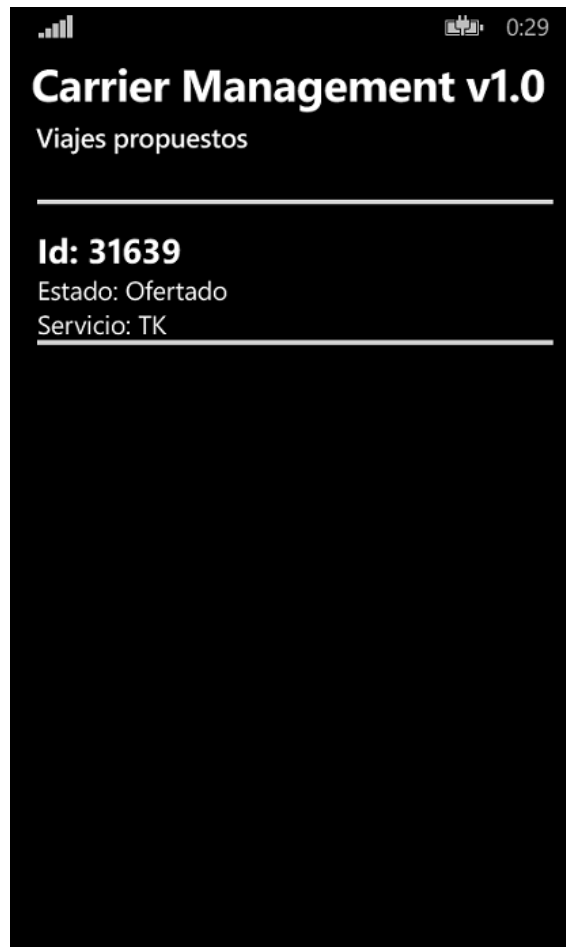 0:29
Carrier Management v1.0
Viajes propuestos
Id: 31639
Estado: Ofertado
Servicio: TK